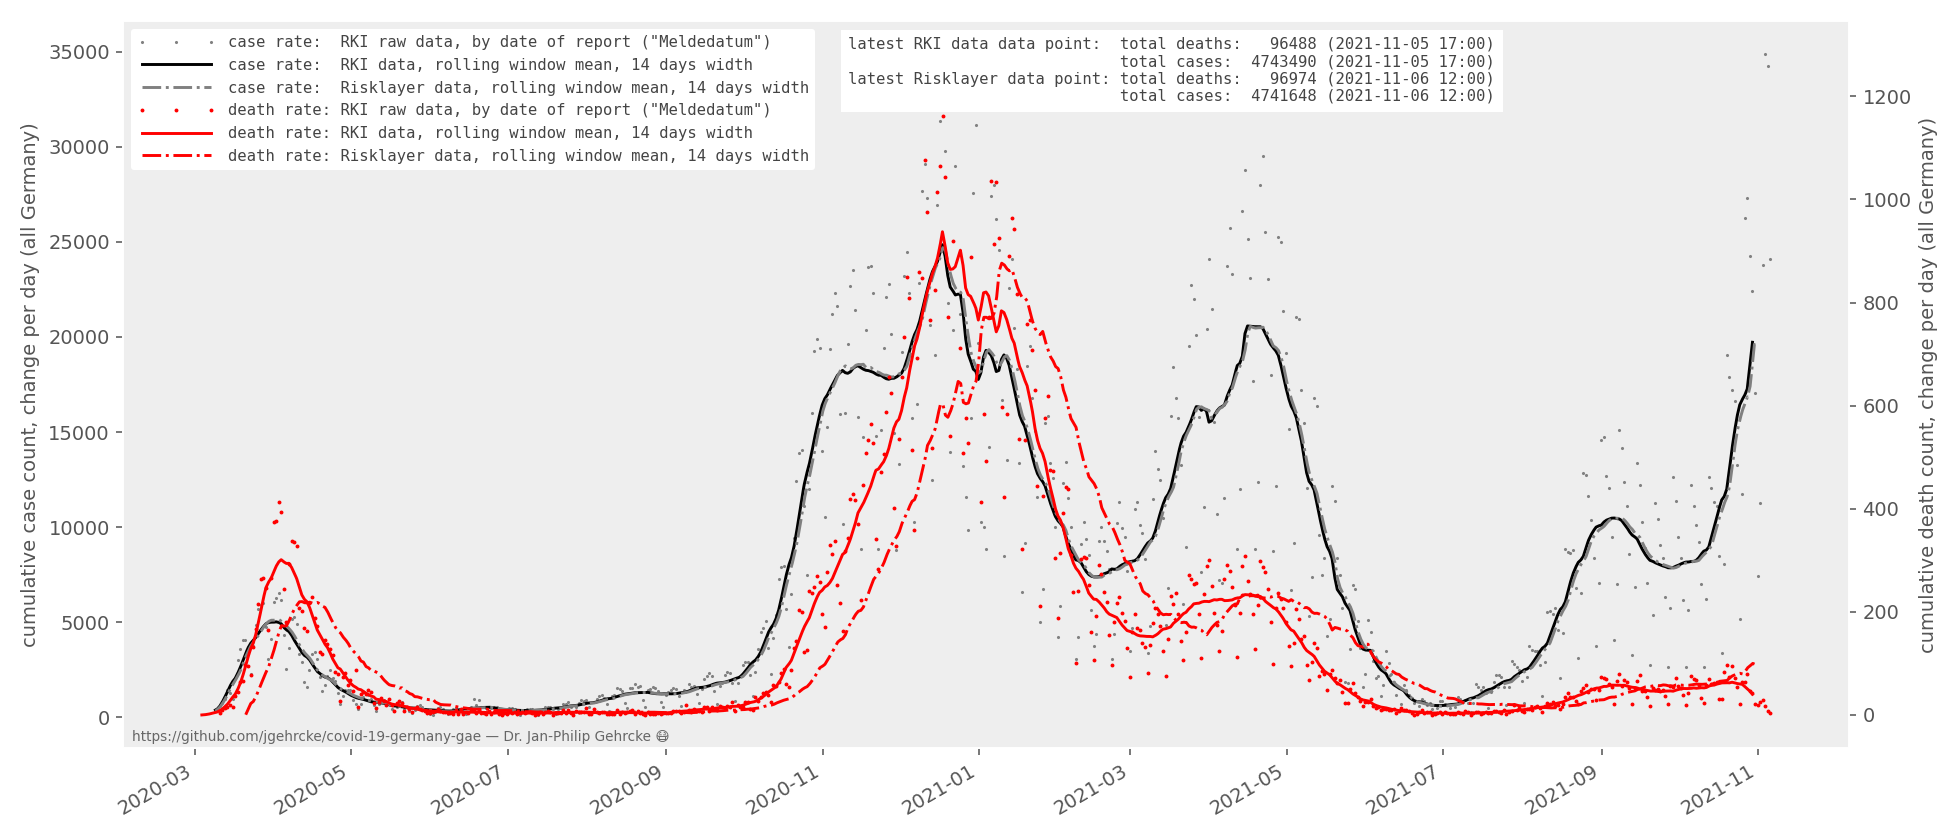 case rate:  RKI raw data, by date of report ("Meldedatum")
case rate:  RKI data, rolling window mean, 14 days width
case rate:  Risklayer data, rolling window mean, 14 days width
death rate: RKI raw data, by date of report ("Meldedatum")
death rate: RKI data, rolling window mean, 14 days width
death rate: Risklayer data, rolling window mean, 14 days width
latest RKI data data point:  total deaths:   96488 (2021-11-05 17:00)
total cases:  4743490 (2021-11-05 17:00)
latest Risklayer data point: total deaths:   96974 (2021-11-06 12:00)
total cases:  4741648 (2021-11-06 12:00)
cumulative case count, change per day (all Germany)
35000
30000
25000
20000
15000
10000
5000
0
cumulative death count, change per day (all Germany)
1200
1000
800
600
400
200
0
https://github.com/jgehrcke/covid-19-germany-gae — Dr. Jan-Philip Gehrcke 😷
2020-03
2020-05
2020-07
2020-09
2020-11
2021-01
2021-03
2021-05
2021-07
2021-09
2021-11